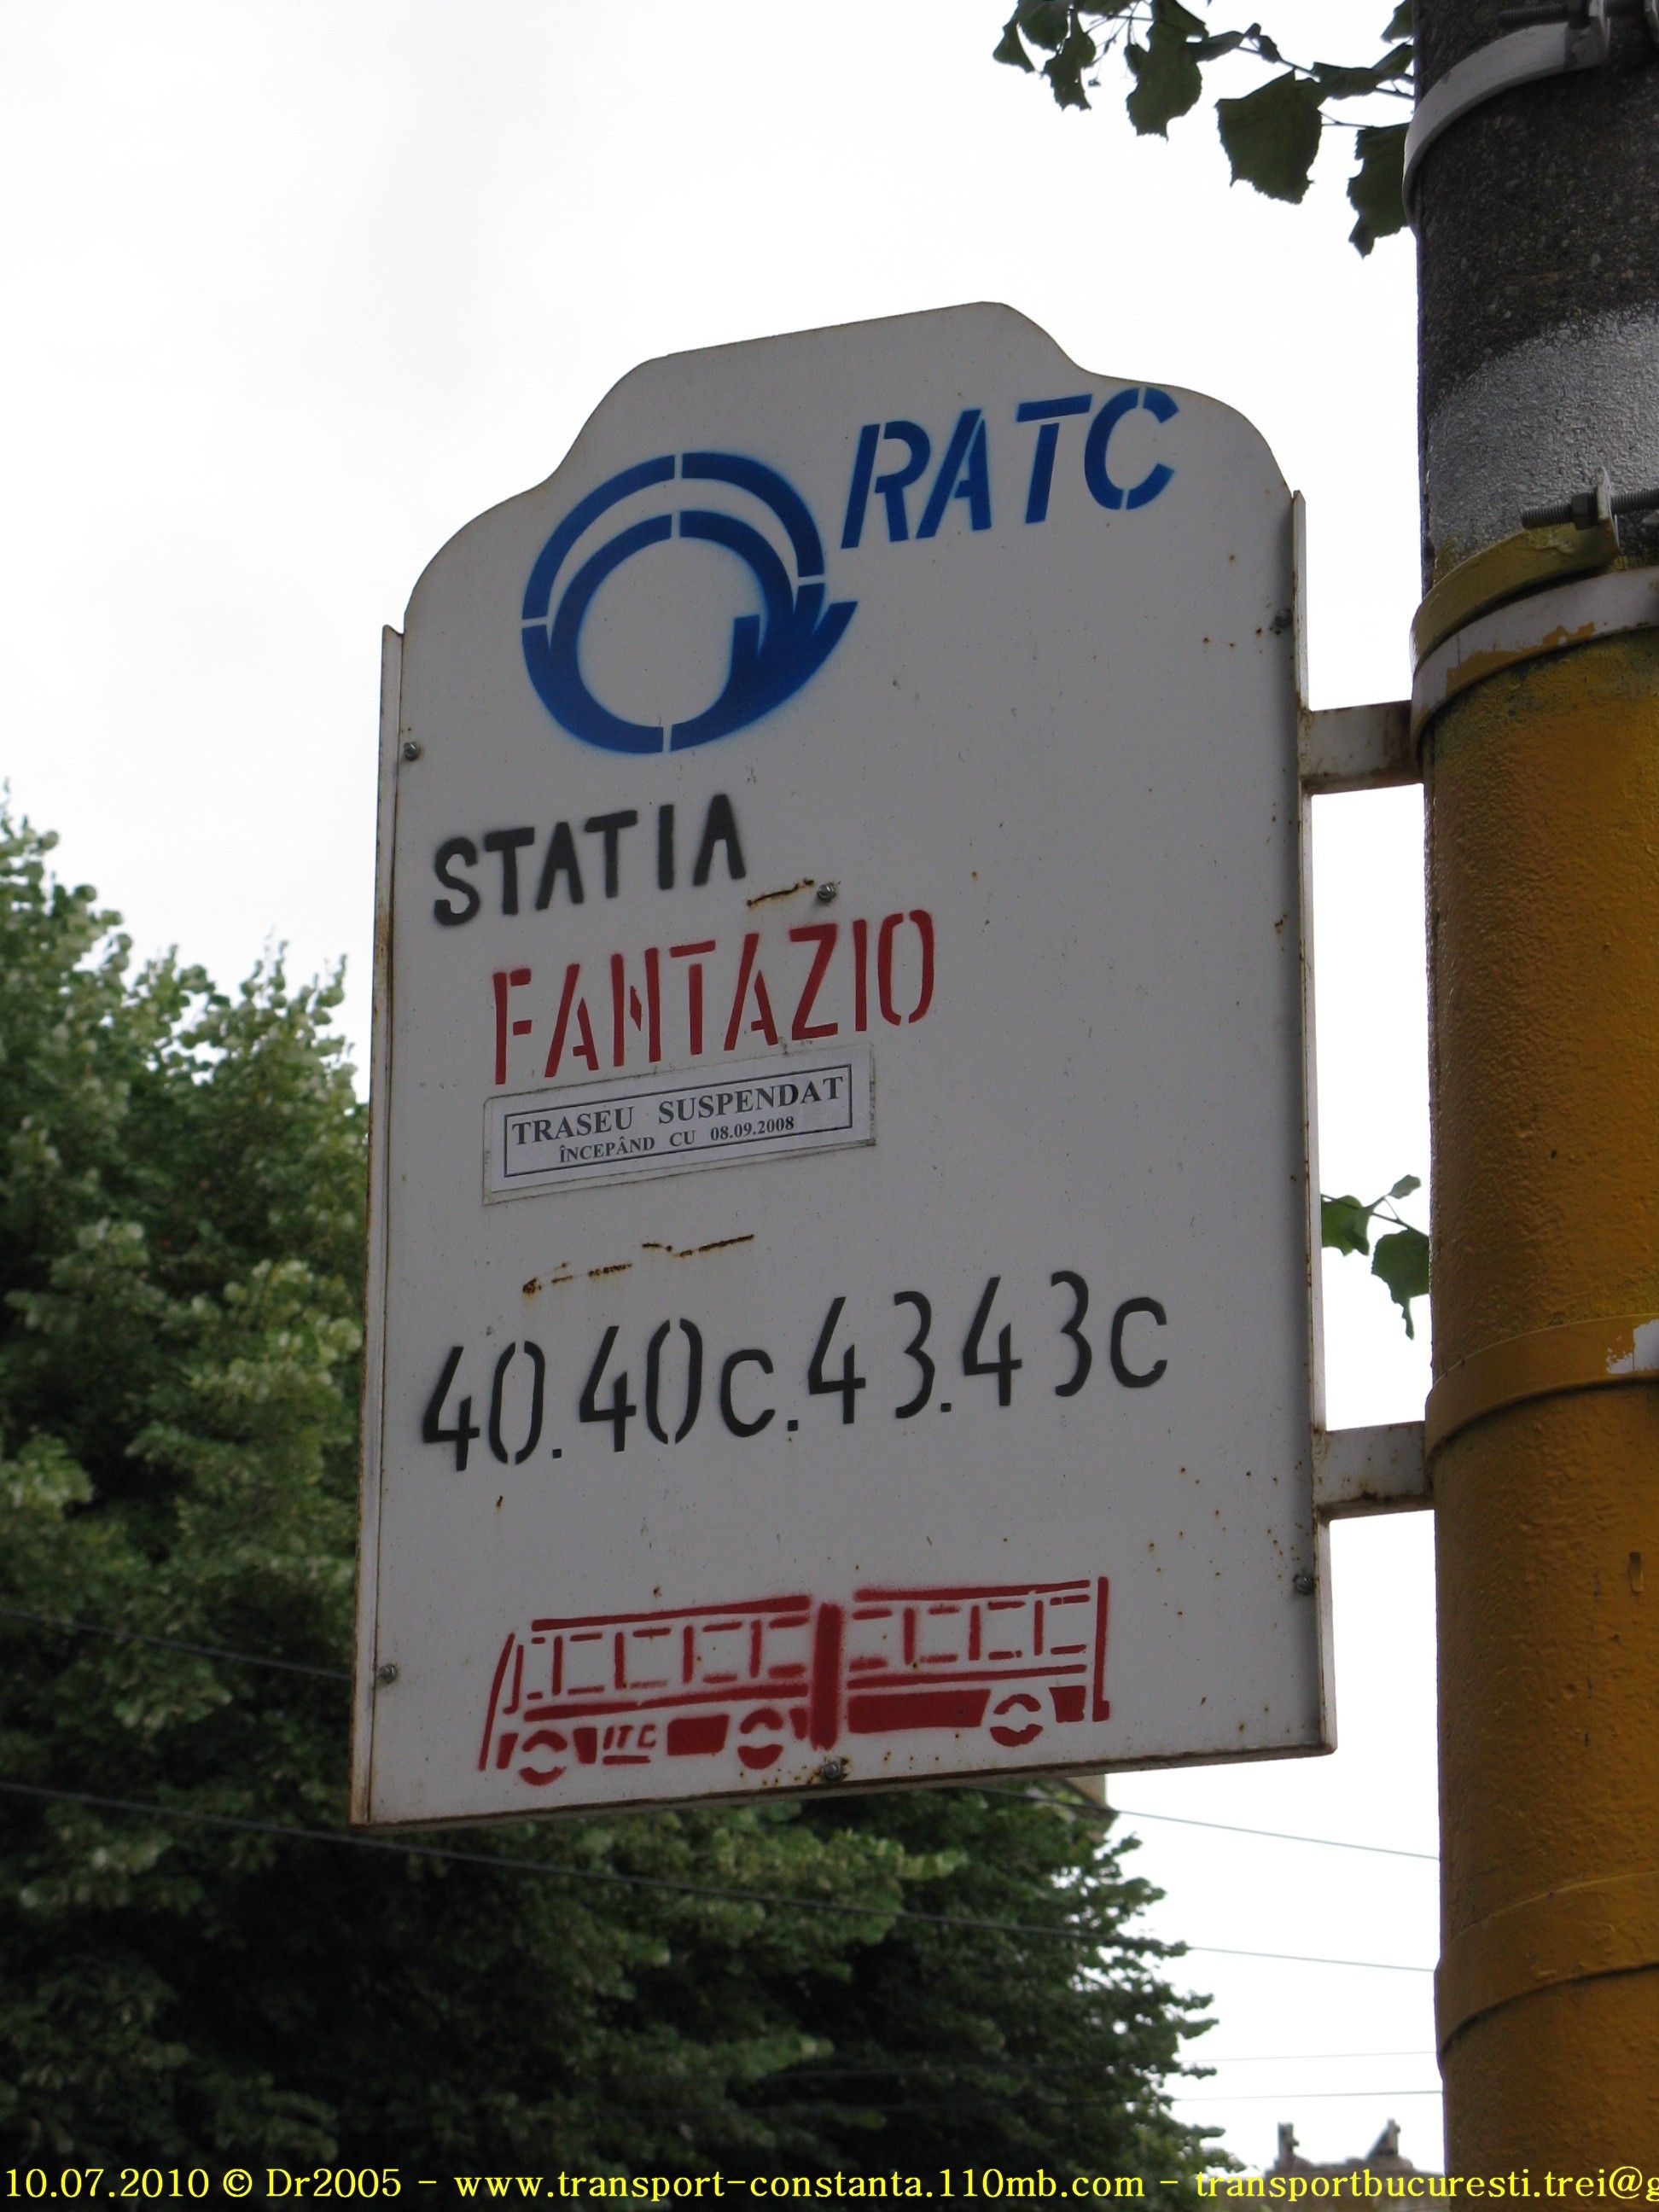 RATC
STATIA
FANTAZIO
TRASEU SUSPENDAT
ÎNCEPÂND CU 08.09.2008
40.40c.43.43c
ITC
10.07.2010 © Dr2005 - www.transport-constanta.110mb.com - transportbucuresti.trei@g